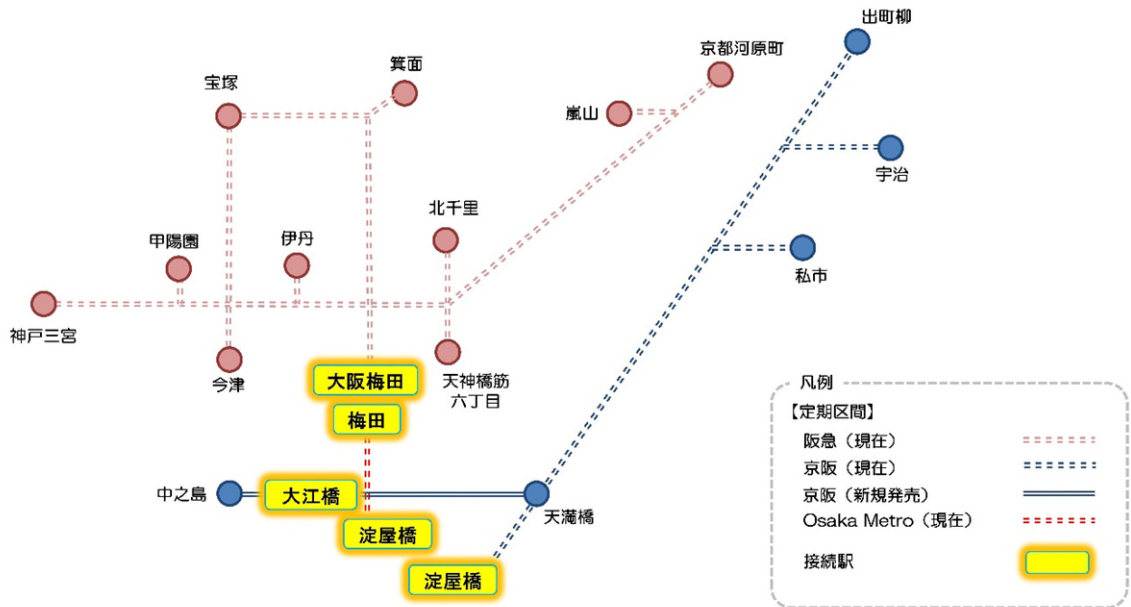 出町柳
京都河原町
箕面
宝塚
嵐山
宇治
北千里
甲陽園
伊丹
私市
神戸三宮
今津
大阪梅田
天神橋筋
六丁目
梅田
中之島
大江橋
天満橋
淀屋橋
淀屋橋
凡例
【定期区間】
阪急（現在）
京阪（現在）
京阪（新規発売）
Osaka Metro（現在）
接続駅